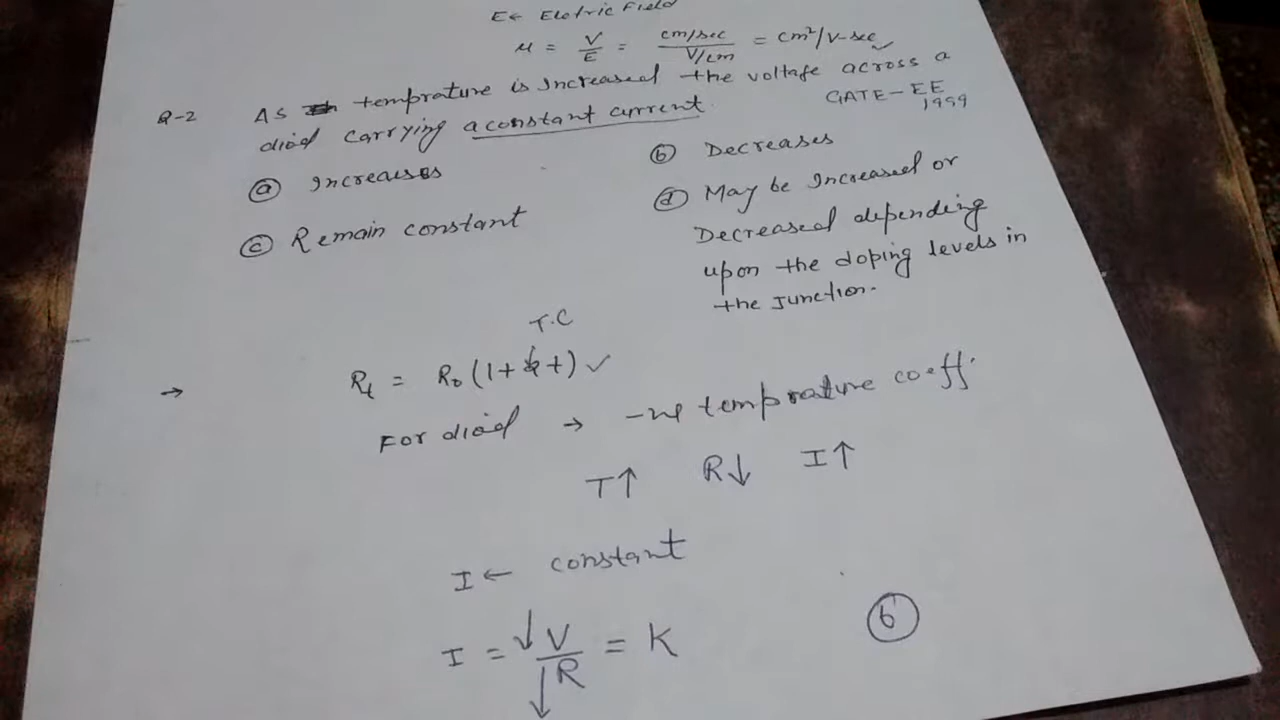 E← Eletric Field
μ = V/E = cm/sec / V/cm = cm²/V-sec
Q-2 As temprature is Increased the voltage across a
diod carrying a constant current. GATE-EE 1999
(a) Increases (b) Decreases
(c) Remain constant (d) May be Increased or
Decreased depending
upon the doping levels in
the Junction.
T.C
→ Rt = R0 (1+αt) ✓
For diod → -ve temprature coeff.
T↑ R↓ I↑
I ← constant
I = ↓V/↓R = K (b)